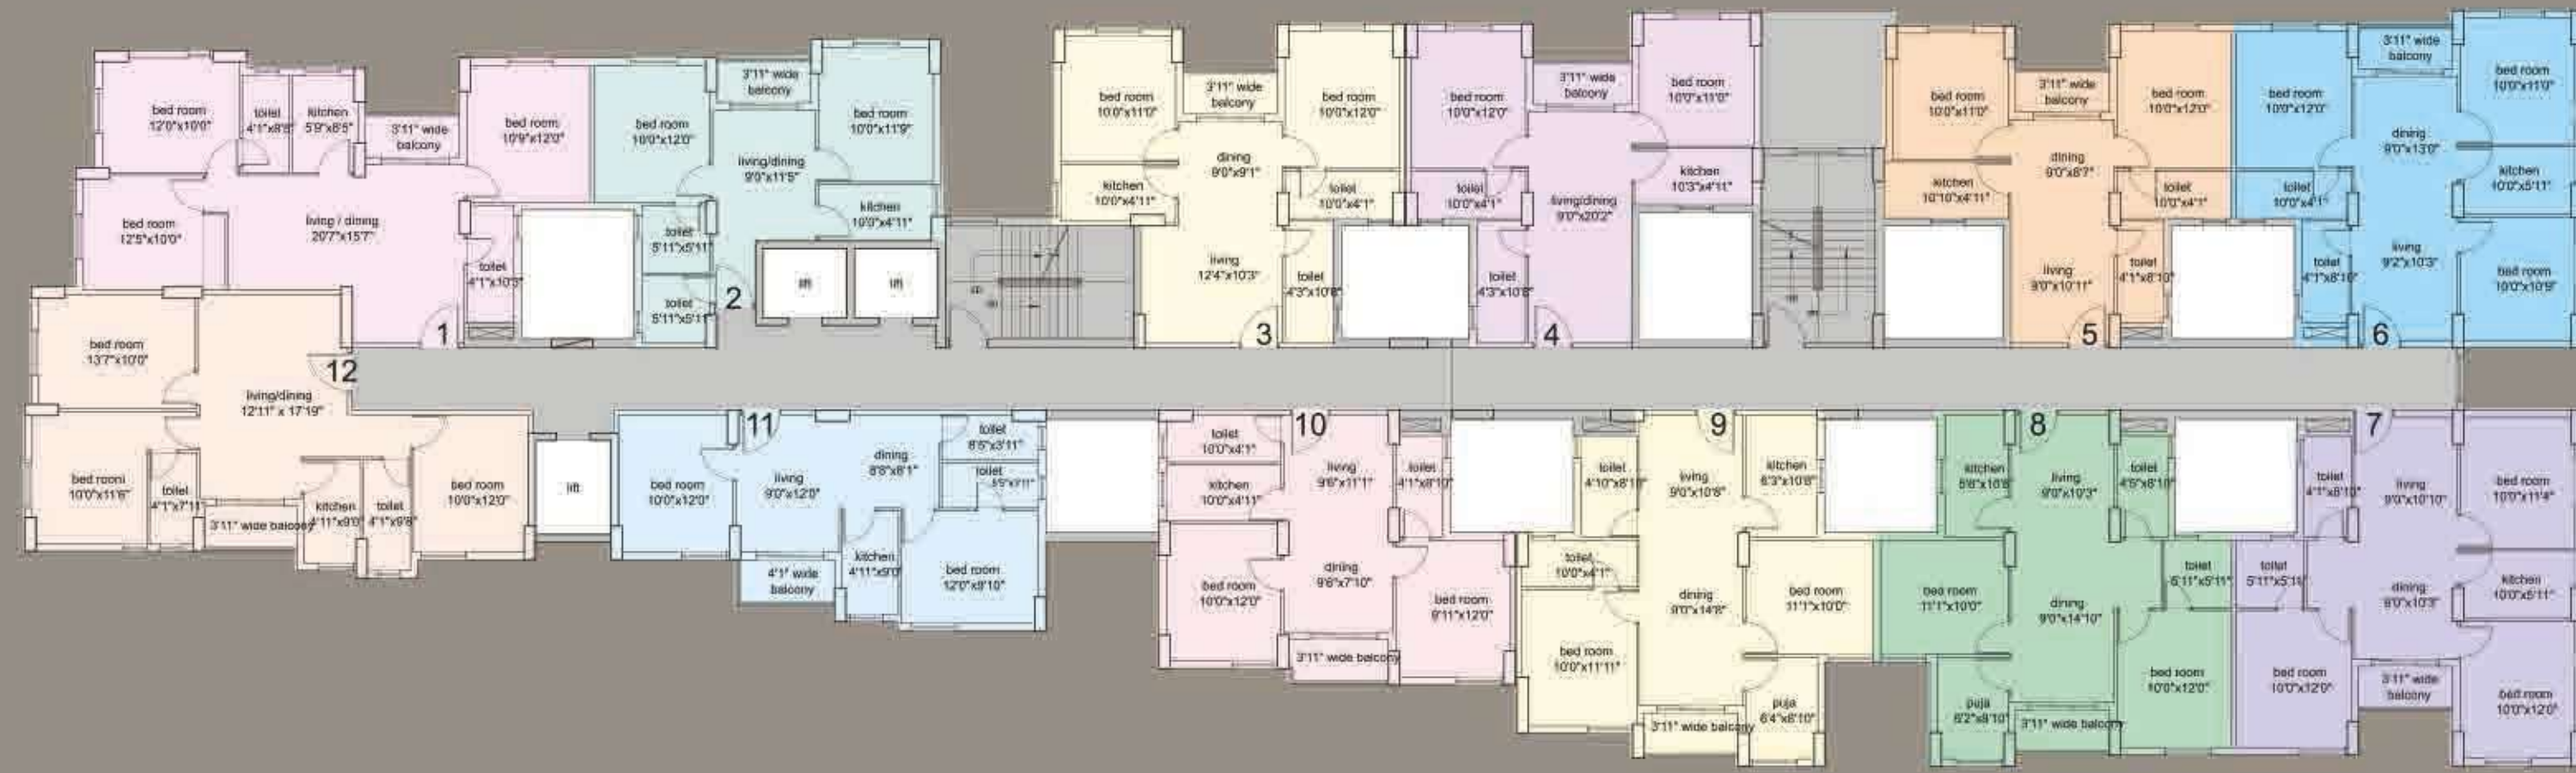 bed room
12'0"x10'0"
toilet
kitchen
5'9"x8'5"
3'11" wide
balcony
bed room
10'9"x12'0"
bed room
12'5"x10'0"
living / dining
20'7"x15'7"
toilet
4'1"x10'3"
1
bed room
10'0"x12'0"
3'11" wide
balcony
bed room
10'0"x11'9"
living/dining
9'0"x11'5"
kitchen
10'0"x4'11"
toilet
5'11"x5'11"
toilet
5'11"x5'11"
2
lift
lift
bed room
10'0"x11'0"
3'11" wide
balcony
bed room
10'0"x12'0"
dining
9'0"x9'1"
kitchen
10'0"x4'11"
toilet
10'0"x4'1"
living
12'4"x10'3"
toilet
4'3"x10'8"
3
bed room
10'0"x12'0"
3'11" wide
balcony
bed room
10'0"x11'0"
toilet
10'0"x4'1"
kitchen
10'3"x4'11"
living/dining
9'0"x20'2"
toilet
4'3"x10'8"
4
bed room
10'0"x11'0"
3'11" wide
balcony
bed room
10'0"x12'0"
dining
9'0"x8'7"
kitchen
10'10"x4'11"
toilet
10'0"x4'1"
living
9'0"x10'11"
toilet
4'1"x8'10"
5
bed room
10'0"x12'0"
3'11" wide
balcony
bed room
10'0"x11'0"
dining
9'0"x13'0"
toilet
10'0"x4'1"
kitchen
10'0"x5'11"
living
9'2"x10'3"
toilet
4'1"x8'10"
bed room
10'0"x10'9"
6
bed room
13'7"x10'0"
12
living/dining
12'11" x 17'19"
bed room
10'0"x11'6"
toilet
4'1"x7'11"
3'11" wide balcony
kitchen
4'11"x9'0"
toilet
4'1"x9'8"
bed room
10'0"x12'0"
lift
11
bed room
10'0"x12'0"
living
9'0"x12'0"
dining
8'8"x8'1"
toilet
8'5"x3'11"
toilet
4'1" wide
balcony
kitchen
4'11"x9'0"
bed room
12'0"x9'10"
10
toilet
10'0"x4'1"
kitchen
10'0"x4'11"
living
9'6"x11'1"
toilet
4'1"x8'10"
bed room
10'0"x12'0"
dining
9'6"x7'10"
bed room
9'11"x12'0"
3'11" wide balcony
9
toilet
4'10"x8'10"
living
9'0"x10'8"
kitchen
6'3"x10'8"
toilet
10'0"x4'1"
dining
9'0"x14'8"
bed room
11'1"x10'0"
bed room
10'0"x11'11"
3'11" wide balcony
puja
6'4"x8'10"
8
kitchen
living
9'0"x10'3"
toilet
4'5"x8'10"
bed room
11'1"x10'0"
dining
9'0"x14'10"
toilet
5'11"x5'11"
puja
6'2"x8'10"
3'11" wide balcony
bed room
10'0"x12'0"
7
toilet
4'1"x8'10"
living
9'0"x10'10"
bed room
10'0"x11'4"
toilet
5'11"x5'11"
dining
kitchen
10'0"x5'11"
bed room
10'0"x12'0"
3'11" wide
balcony
bed room
10'0"x12'0"